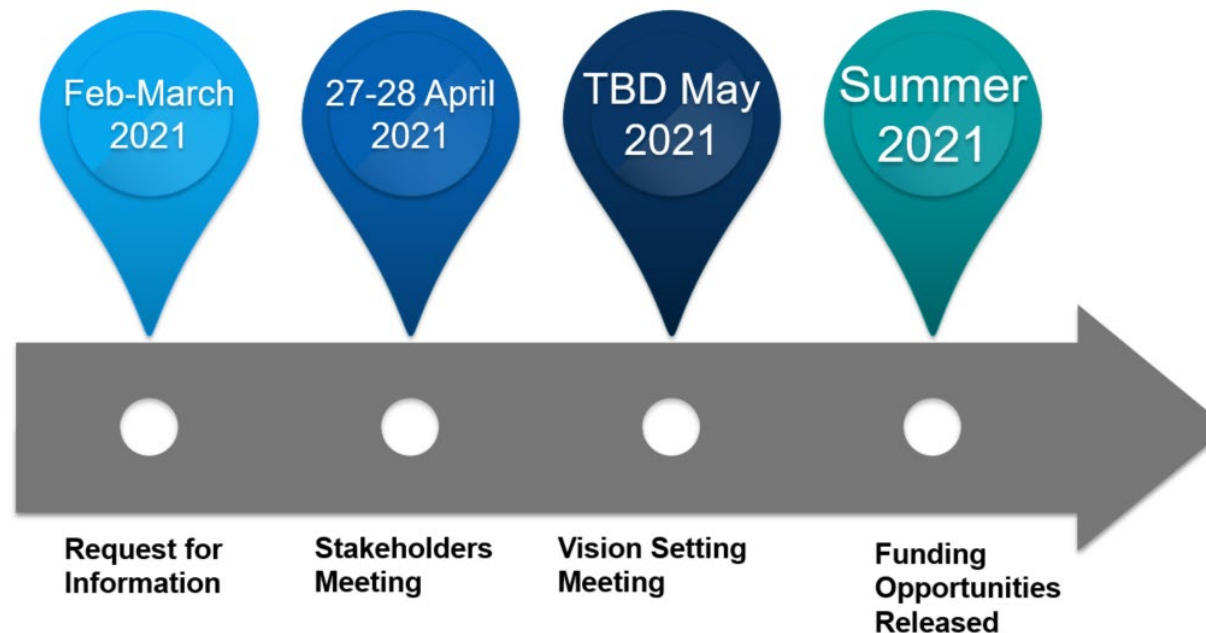 Feb-March
2021
27-28 April
2021
TBD May
2021
Summer
2021
Request for
Information
Stakeholders
Meeting
Vision Setting
Meeting
Funding
Opportunities
Released